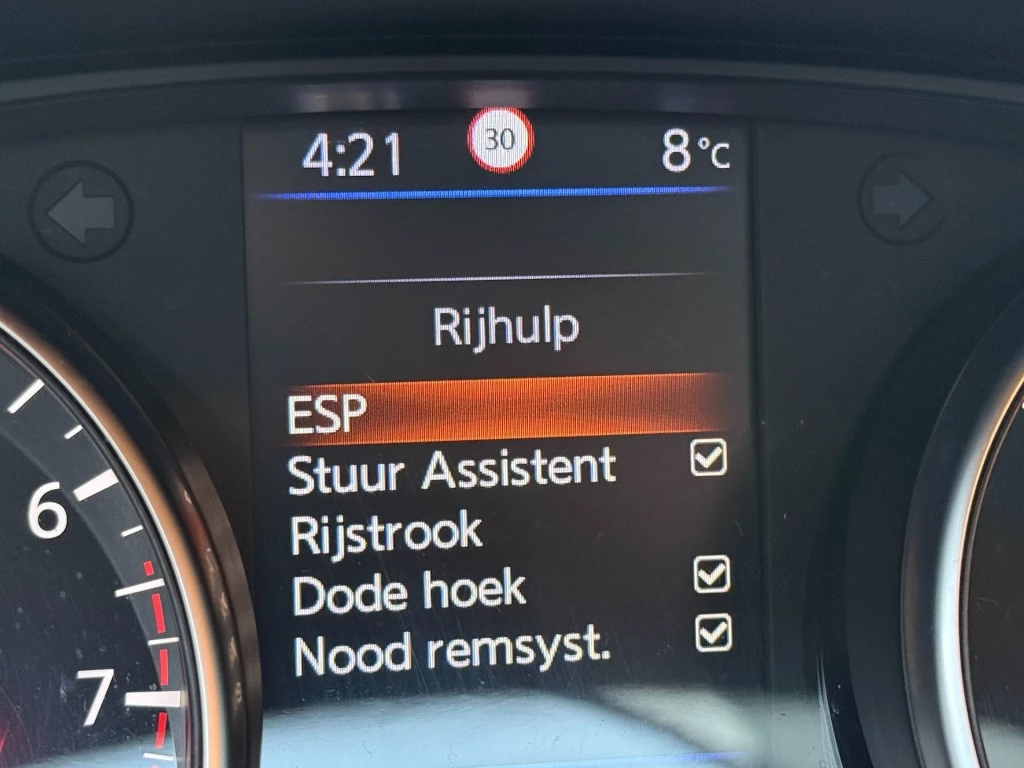 4:21 30 8°C
Rijhulp
ESP
Stuur Assistent
Rijstrook
Dode hoek
Nood remsyst.
6
7